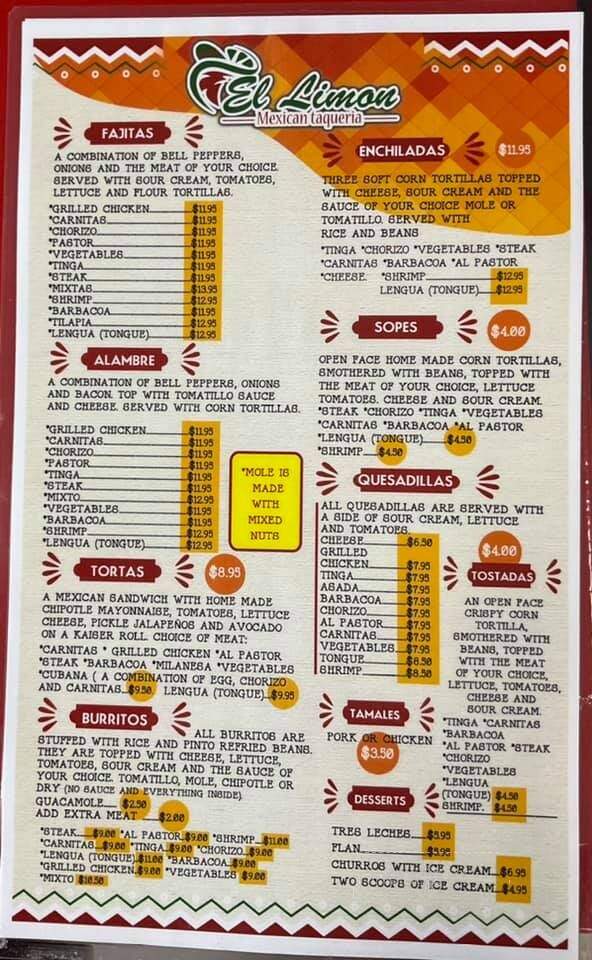 El Limon
Mexican taqueria
FAJITAS
A COMBINATION OF BELL PEPPERS,
ONIONS AND THE MEAT OF YOUR CHOICE.
SERVED WITH SOUR CREAM, TOMATOES,
LETTUCE AND FLOUR TORTILLAS.
*GRILLED CHICKEN $11.95
*CARNITAS $11.95
*CHORIZO $11.95
*PASTOR $11.95
*VEGETABLES $11.95
*TINGA $11.95
*STEAK $11.95
*MIXTAS $13.95
*SHRIMP $12.95
*BARBACOA $11.95
*TILAPIA $12.95
*LENGUA (TONGUE) $12.95
ALAMBRE
A COMBINATION OF BELL PEPPERS, ONIONS
AND BACON. TOP WITH TOMATILLO SAUCE
AND CHEESE. SERVED WITH CORN TORTILLAS.
*GRILLED CHICKEN $11.95
*CARNITAS $11.95
*CHORIZO $11.95
*PASTOR $11.95
*TINGA $11.95
*STEAK $11.95
*MIXTO $12.95
*VEGETABLES $11.95
*BARBACOA $11.95
*SHRIMP $12.95
*LENGUA (TONGUE) $12.95
*MOLE IS
MADE
WITH
MIXED
NUTS
TORTAS $8.95
A MEXICAN SANDWICH WITH HOME MADE
CHIPOTLE MAYONNAISE, TOMATOES, LETTUCE
CHEESE, PICKLE JALAPEÑOS AND AVOCADO
ON A KAISER ROLL CHOICE OF MEAT:
*CARNITAS * GRILLED CHICKEN *AL PASTOR
*STEAK *BARBACOA *MILANESA *VEGETABLES
*CUBANA ( A COMBINATION OF EGG, CHORIZO
AND CARNITAS $9.50 LENGUA (TONGUE) $9.95
BURRITOS
ALL BURRITOS ARE
STUFFED WITH RICE AND PINTO REFRIED BEANS.
THEY ARE TOPPED WITH CHEESE, LETTUCE,
TOMATOES, SOUR CREAM AND THE SAUCE OF
YOUR CHOICE. TOMATILLO, MOLE, CHIPOTLE OR
DRY (NO SAUCE AND EVERYTHING INSIDE).
GUACAMOLE $2.50
ADD EXTRA MEAT $2.00
*STEAK $9.00 *AL PASTOR $9.00 *SHRIMP $11.00
*CARNITAS $9.00 *TINGA $9.00 *CHORIZO $9.00
*LENGUA (TONGUE) $11.00 *BARBACOA $9.00
*GRILLED CHICKEN $9.00 *VEGETABLES $9.00
*MIXTO $10.50
ENCHILADAS $11.95
THREE SOFT CORN TORTILLAS TOPPED
WITH CHEESE, SOUR CREAM AND THE
SAUCE OF YOUR CHOICE MOLE OR
TOMATILLO. SERVED WITH
RICE AND BEANS
*TINGA *CHORIZO *VEGETABLES *STEAK
*CARNITAS *BARBACOA *AL PASTOR
*CHEESE. *SHRIMP $12.95
LENGUA (TONGUE) $12.95
SOPES $4.00
OPEN FACE HOME MADE CORN TORTILLAS,
SMOTHERED WITH BEANS, TOPPED WITH
THE MEAT OF YOUR CHOICE, LETTUCE
TOMATOES. CHEESE AND SOUR CREAM.
*STEAK *CHORIZO *TINGA *VEGETABLES
*CARNITAS *BARBACOA *AL PASTOR
*LENGUA (TONGUE) $4.50
*SHRIMP $4.50
QUESADILLAS
ALL QUESADILLAS ARE SERVED WITH
A SIDE OF SOUR CREAM, LETTUCE
AND TOMATOES.
CHEESE $6.50
GRILLED
CHICKEN $7.95
TINGA $7.95
ASADA $7.95
BARBACOA $7.95
CHORIZO $7.95
AL PASTOR $7.95
CARNITAS $7.95
VEGETABLES $7.95
TONGUE $8.50
SHRIMP $8.50
$4.00
TOSTADAS
AN OPEN FACE
CRISPY CORN
TORTILLA,
SMOTHERED WITH
BEANS, TOPPED
WITH THE MEAT
OF YOUR CHOICE,
LETTUCE, TOMATOES,
CHEESE AND
SOUR CREAM.
*TINGA *CARNITAS
*BARBACOA
*AL PASTOR *STEAK
*CHORIZO
*VEGETABLES
*LENGUA
(TONGUE) $4.50
SHRIMP. $4.50
TAMALES
PORK OR CHICKEN
$3.50
DESSERTS
TRES LECHES $5.95
FLAN $5.95
CHURROS WITH ICE CREAM $6.95
TWO SCOOPS OF ICE CREAM $4.95